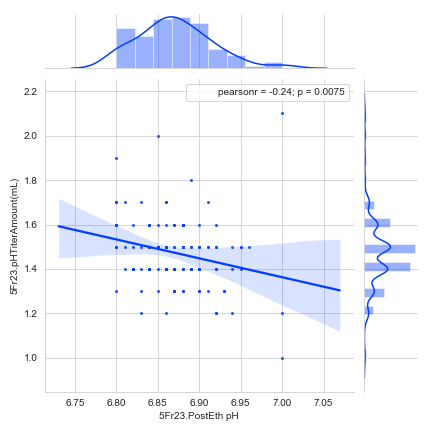 pearsonr = -0.24; p = 0.0075
2.2
2.0
1.8
1.6
1.4
1.2
1.0
5Fr23.pHTiterAmount(mL)
6.75 6.80 6.85 6.90 6.95 7.00 7.05
5Fr23.PostEth pH